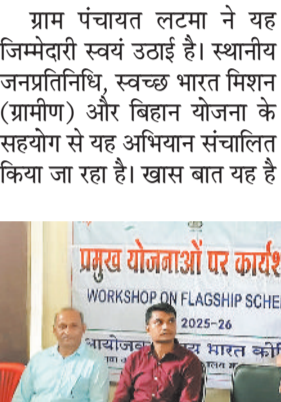 ग्राम पंचायत लटमा ने यह
जिम्मेदारी स्वयं उठाई है। स्थानीय
जनप्रतिनिधि, स्वच्छ भारत मिशन
(ग्रामीण) और बिहान योजना के
सहयोग से यह अभियान संचालित
किया जा रहा है। खास बात यह है
प्रमुख योजनाओं पर कार्यश
WORKSHOP ON FLAGSHIP SCHE
2025-26
भारत